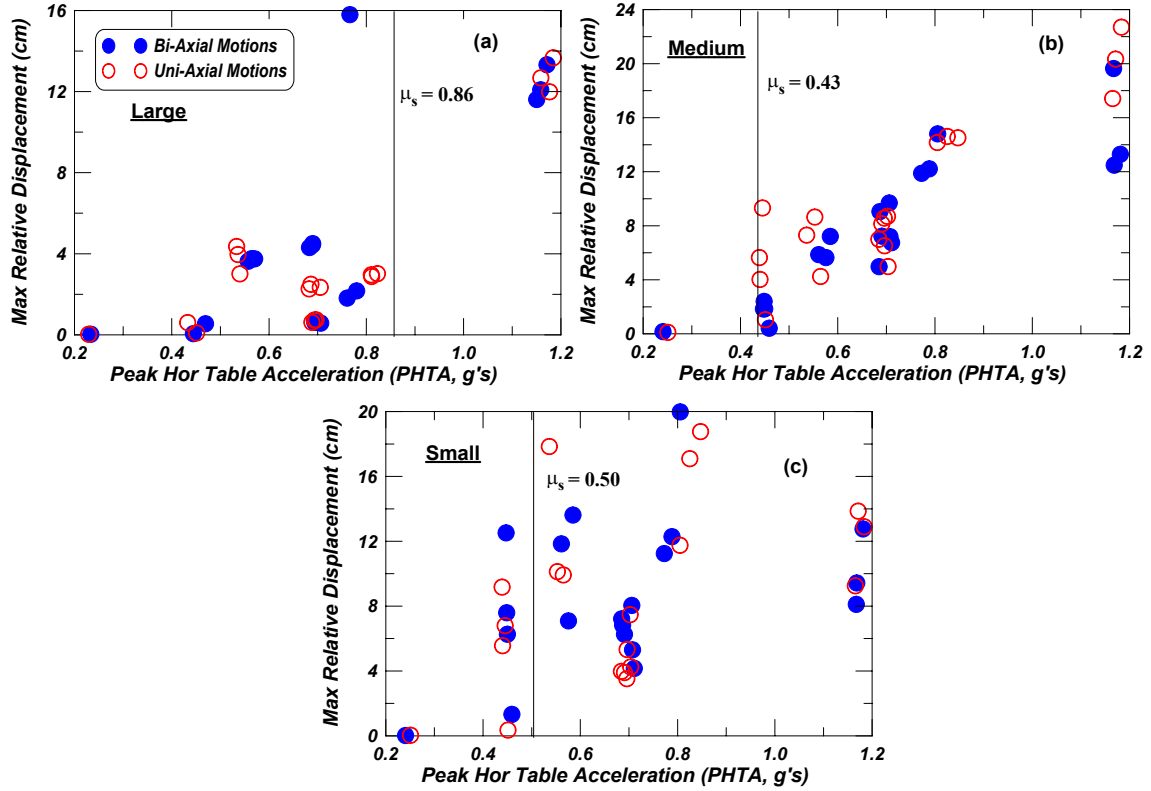 Max Relative Displacement (cm)
16
12
8
4
0
Bi-Axial Motions
Uni-Axial Motions
Large
(a)
μs = 0.86
0.2 0.4 0.6 0.8 1.0 1.2
Peak Hor Table Acceleration (PHTA, g's)
Max Relative Displacement (cm)
24
20
16
12
8
4
0
Medium
(b)
μs = 0.43
0.2 0.4 0.6 0.8 1.0 1.2
Peak Hor Table Acceleration (PHTA, g's)
Max Relative Displacement (cm)
20
16
12
8
4
0
Small
(c)
μs = 0.50
0.2 0.4 0.6 0.8 1.0 1.2
Peak Hor Table Acceleration (PHTA, g's)